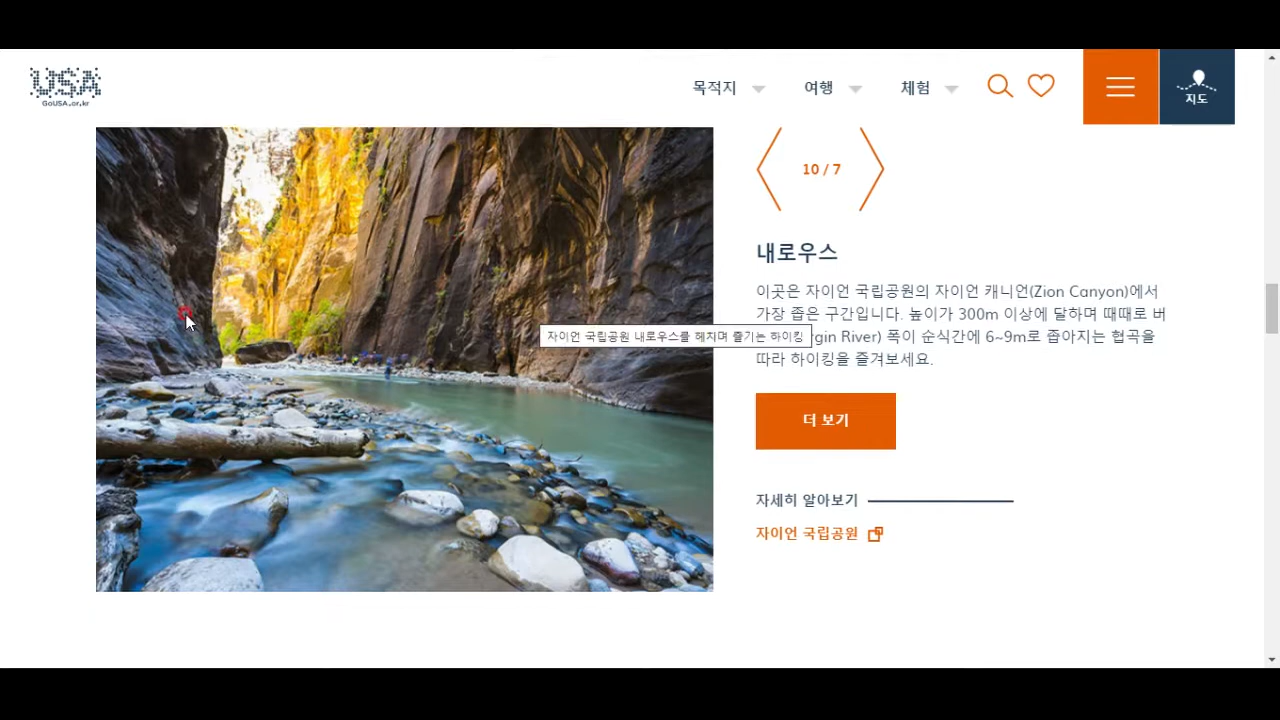 USA
GoUSA.or.kr
목적지
여행
체험
지도
10 / 7
내로우스
이곳은 자이언 국립공원의 자이언 캐니언(Zion Canyon)에서
가장 좁은 구간입니다. 높이가 300m 이상에 달하며 때때로 버
rgin River) 폭이 순식간에 6~9m로 좁아지는 협곡을
따라 하이킹을 즐겨보세요.
자이언 국립공원 내로우스를 헤치며 즐기는 하이킹
더 보기
자세히 알아보기
자이언 국립공원